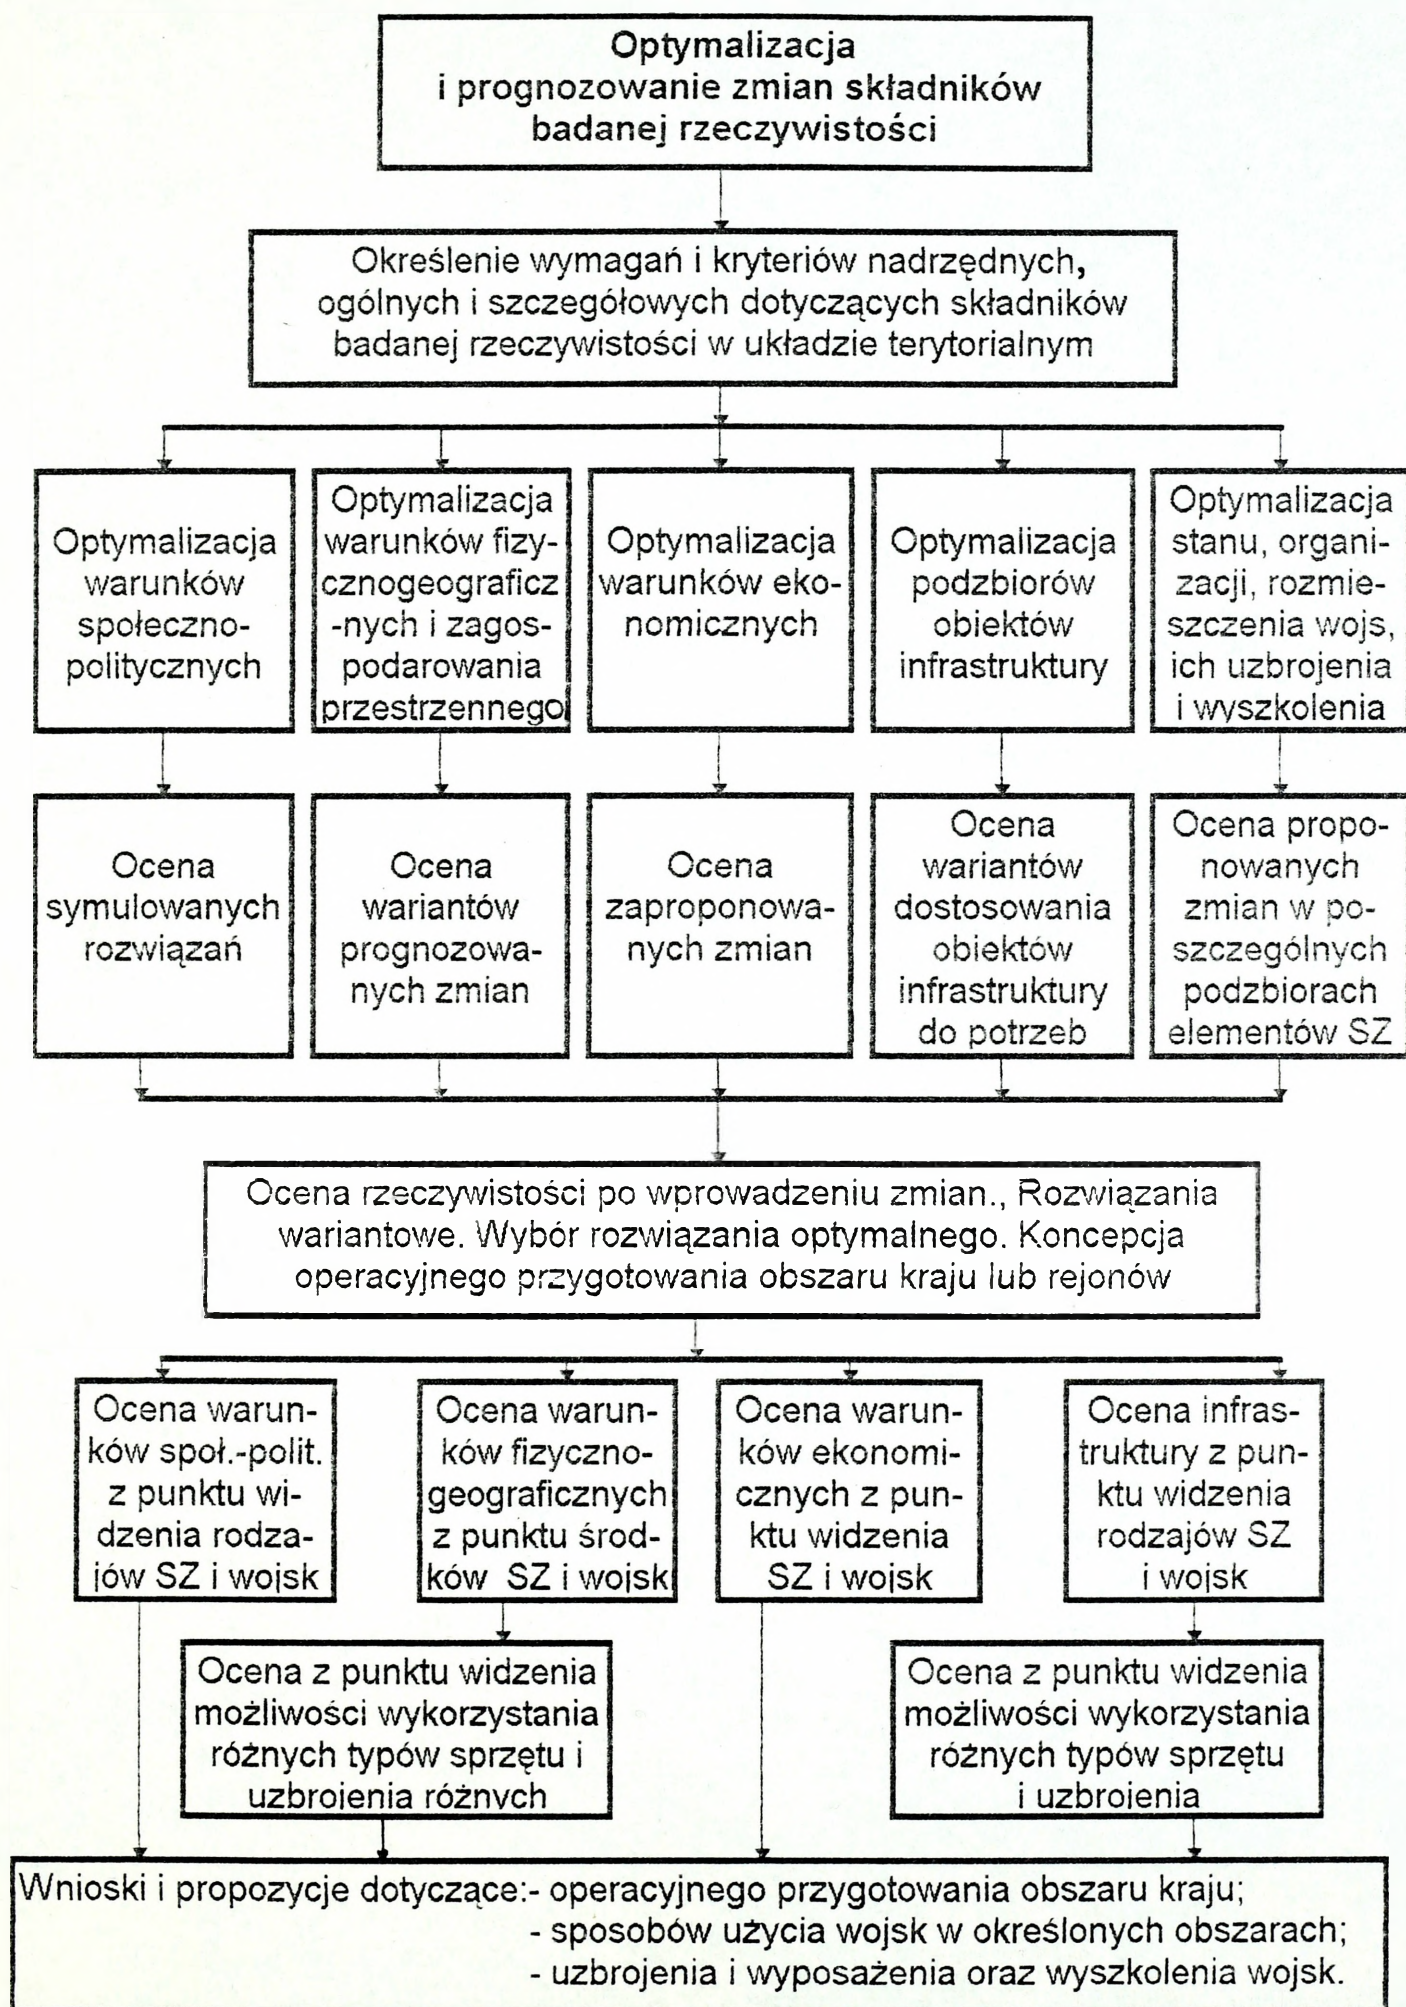 Optymalizacja
i prognozowanie zmian składników
badanej rzeczywistości
Określenie wymagań i kryteriów nadrzędnych,
ogólnych i szczegółowych dotyczących składników
badanej rzeczywistości w układzie terytorialnym
Optymalizacja
warunków
społeczno-
politycznych
Optymalizacja
warunków fizy-
cznogeograficz
-nych i zagos-
podarowania
przestrzennego
Optymalizacja
warunków eko-
nomicznych
Optymalizacja
podzbiorów
obiektów
infrastruktury
Optymalizacja
stanu, organi-
zacji, rozmie-
szczenia wojs,
ich uzbrojenia
i wyszkolenia
Ocena
symulowanych
rozwiązań
Ocena
wariantów
prognozowa-
nych zmian
Ocena
zaproponowa-
nych zmian
Ocena
wariantów
dostosowania
obiektów
infrastruktury
do potrzeb
Ocena propo-
nowanych
zmian w po-
szczególnych
podzbiorach
elementów SZ
Ocena rzeczywistości po wprowadzeniu zmian., Rozwiązania
wariantowe. Wybór rozwiązania optymalnego. Koncepcja
operacyjnego przygotowania obszaru kraju lub rejonów
Ocena warun-
ków społ.-polit.
z punktu wi-
dzenia rodza-
jów SZ i wojsk
Ocena warun-
ków fizyczno-
geograficznych
z punktu środ-
ków SZ i wojsk
Ocena warun-
ków ekonomi-
cznych z pun-
ktu widzenia
SZ i wojsk
Ocena infras-
truktury z pun-
ktu widzenia
rodzajów SZ
i wojsk
Ocena z punktu widzenia
możliwości wykorzystania
różnych typów sprzętu i
uzbrojenia różnych
Ocena z punktu widzenia
możliwości wykorzystania
różnych typów sprzętu
i uzbrojenia
Wnioski i propozycje dotyczące:- operacyjnego przygotowania obszaru kraju;
- sposobów użycia wojsk w określonych obszarach;
- uzbrojenia i wyposażenia oraz wyszkolenia wojsk.